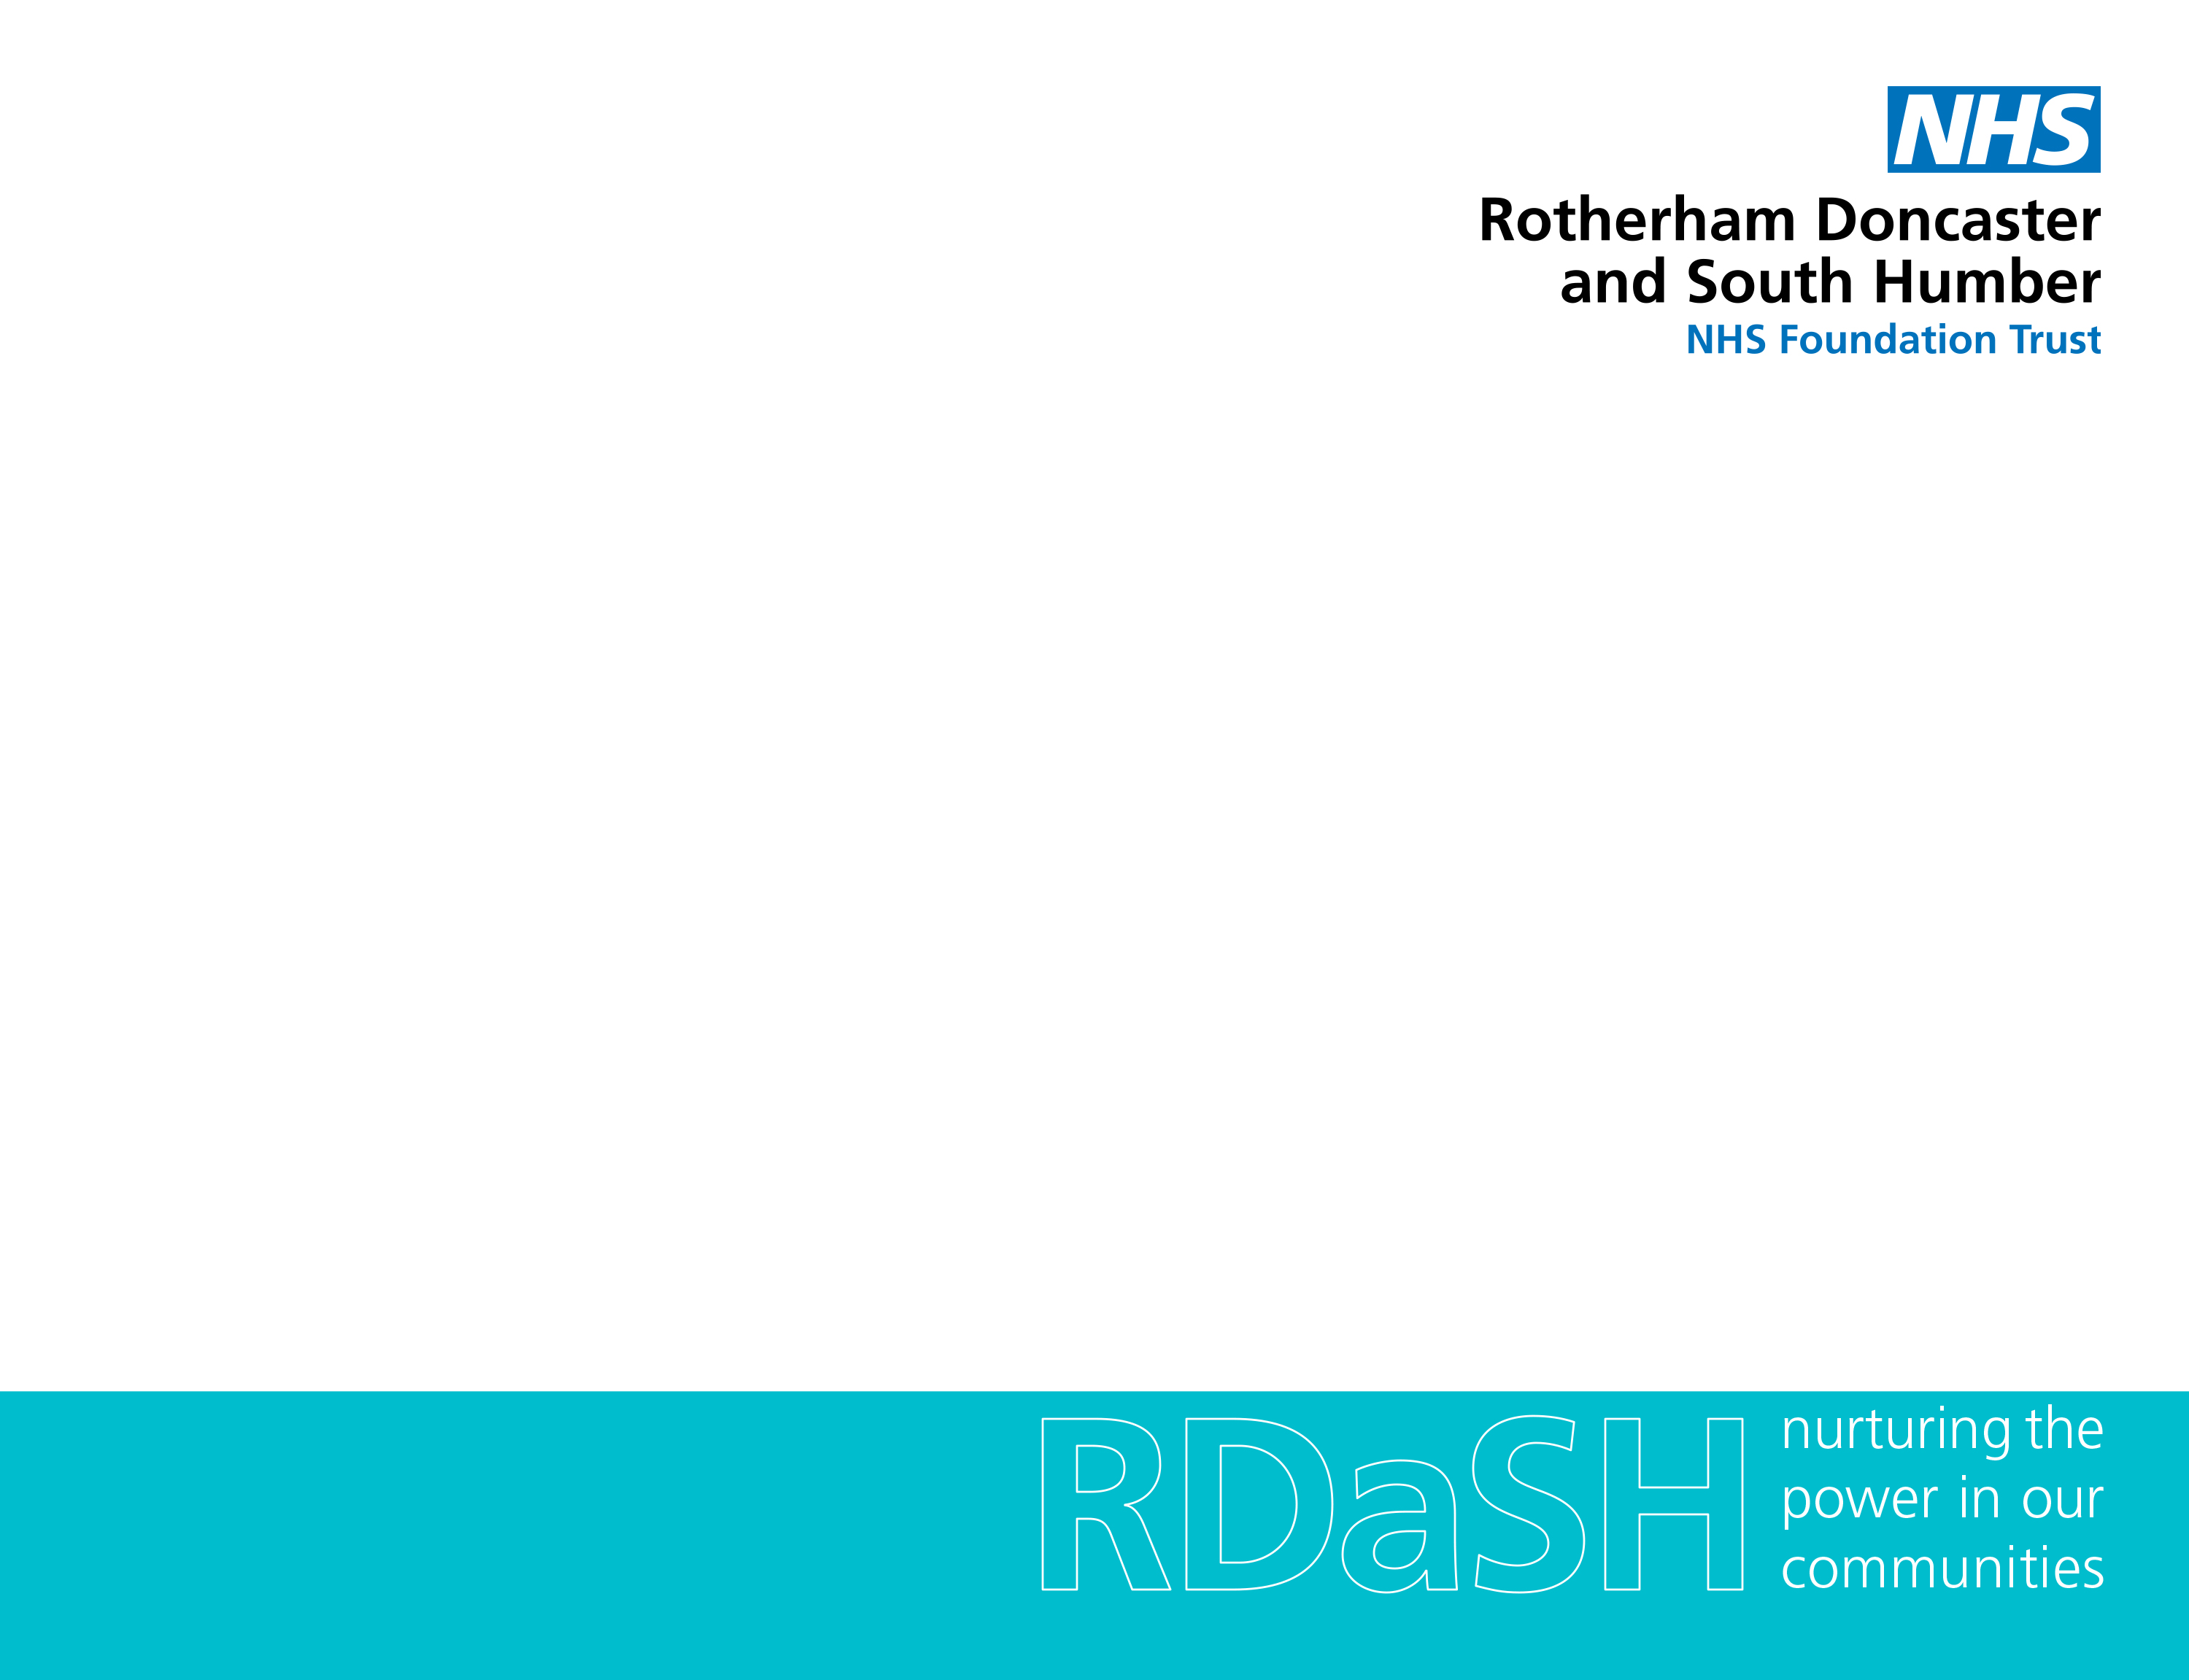 NHS
Rotherham Doncaster
and South Humber
NHS Foundation Trust
RDaSH
nurturing the
power in our
communities